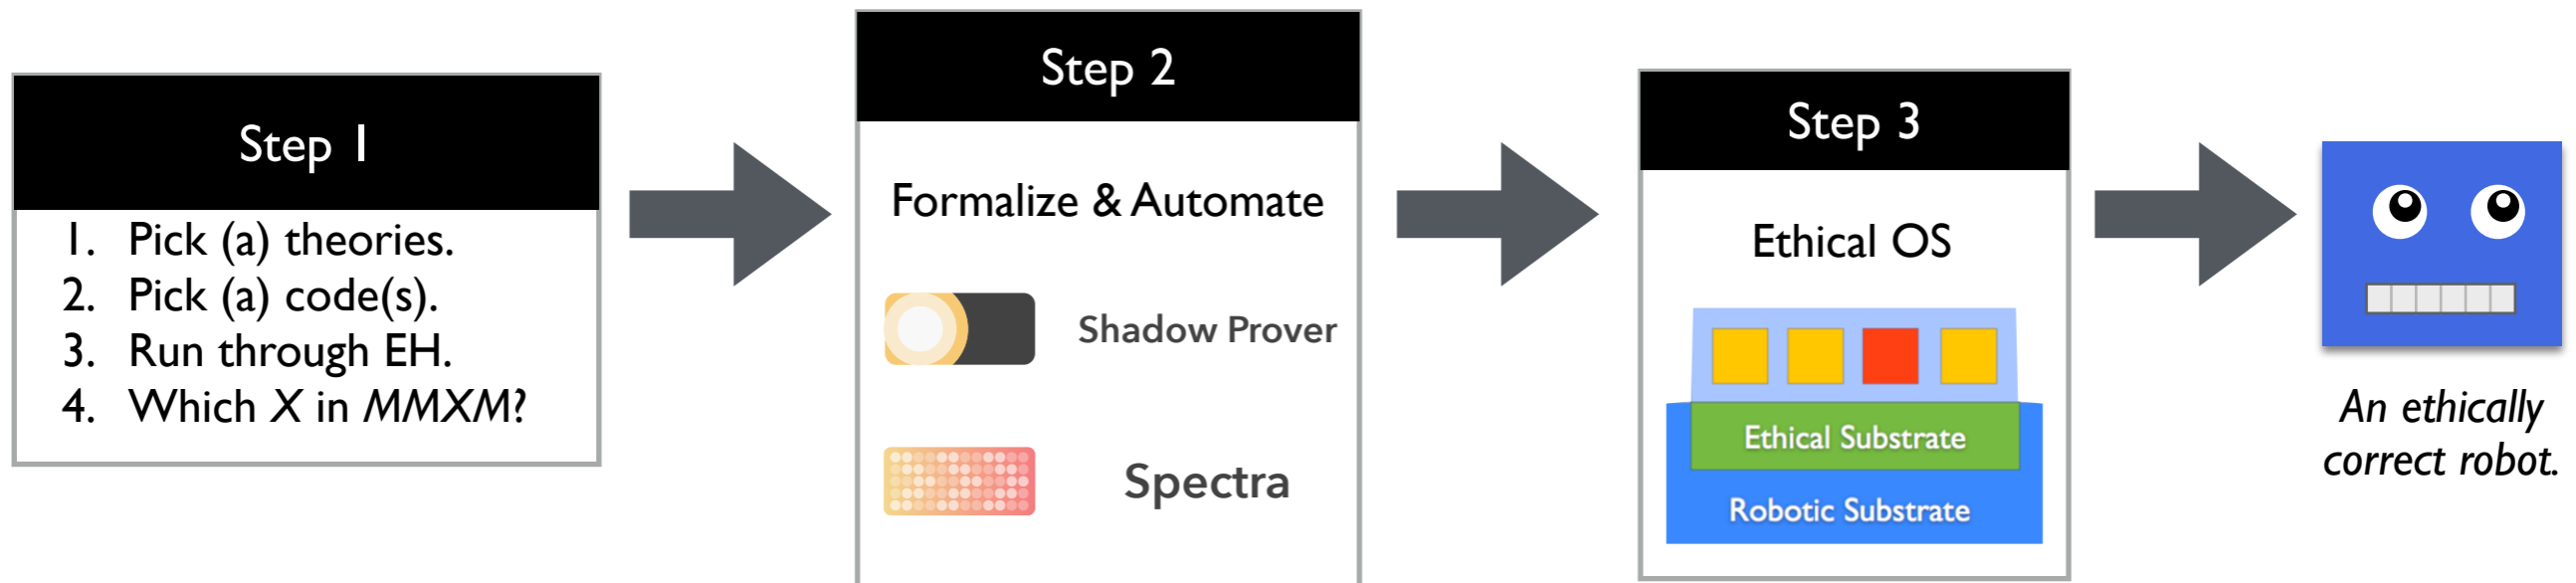 Step 1
1. Pick (a) theories.
2. Pick (a) code(s).
3. Run through EH.
4. Which X in MMXM?
Step 2
Formalize & Automate
Shadow Prover
Spectra
Step 3
Ethical OS
Ethical Substrate
Robotic Substrate
An ethically
correct robot.